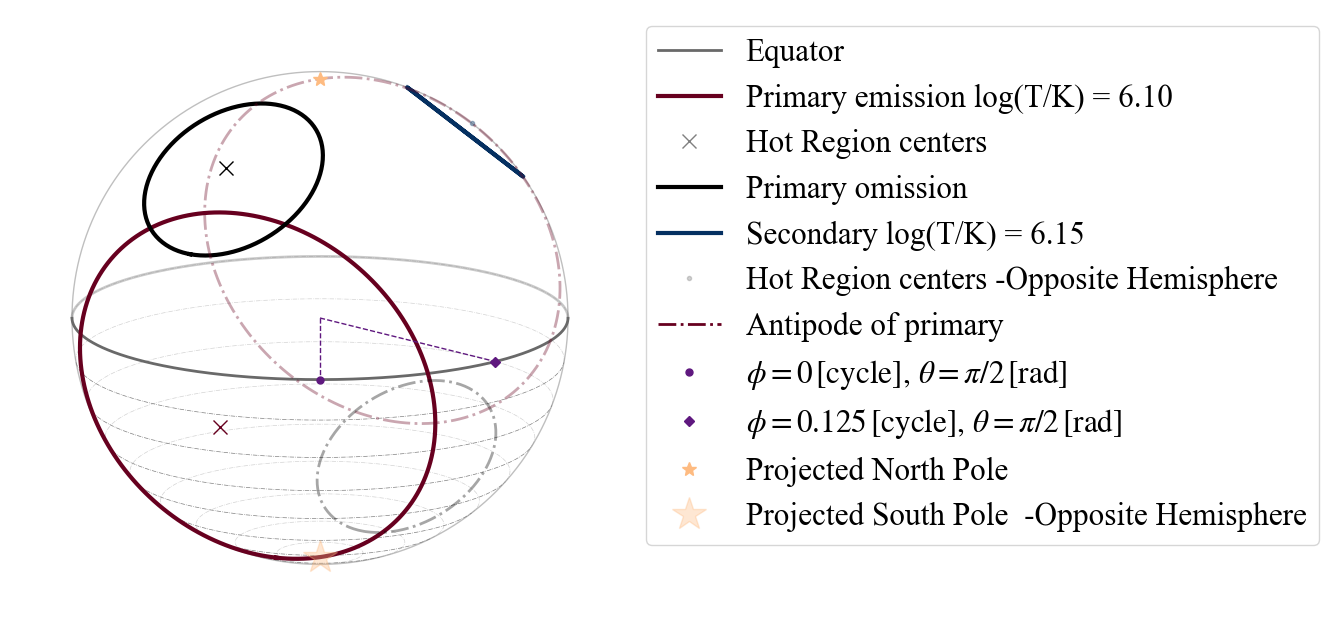 Equator
Primary emission log(T/K) = 6.10
Hot Region centers
Primary omission
Secondary log(T/K) = 6.15
Hot Region centers -Opposite Hemisphere
Antipode of primary
ϕ = 0 [cycle], θ = π/2 [rad]
ϕ = 0.125 [cycle], θ = π/2 [rad]
Projected North Pole
Projected South Pole  -Opposite Hemisphere